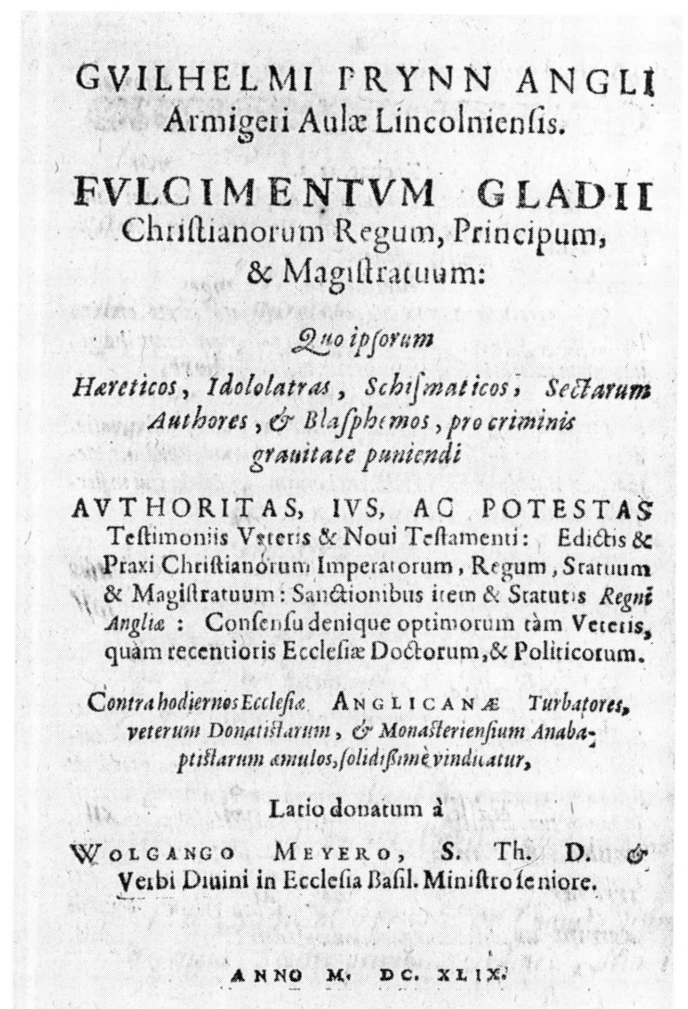 GVILHELMI PRYNN ANGLI
Armigeri Aulæ Lincolnienſis.
FVLCIMENTVM GLADII
Chriſtianorum Regum, Principum,
& Magiſtratuum:
Quo ipſorum
Hæreticos, Idololatras, Schiſmaticos, Sectarum
Authores, & Blaſphemos, pro criminis
grauitate puniendi
AVTHORITAS, IVS, AC POTESTAS
Teſtimoniis Veteris & Noui Teſtamenti: Edictis &
Praxi Chriſtianorum Imperatorum, Regum, Statuum
& Magiſtratuum: Sanctionibus item & Statutis Regni
Angliæ: Conſenſu denique optimorum tàm Veteris,
quàm recentioris Eccleſiæ Doctorum, & Politicorum.
Contra hodiernos Eccleſiæ ANGLICANÆ Turbatores,
veterum Donatiſtarum, & Monaſterienſium Anaba-
ptiſtarum æmulos, ſolidißimè vindicatur,
Latio donatum à
WOLGANGO MEYERO, S. Th. D. &
Verbi Diuini in Eccleſia Baſil. Miniſtro ſeniore.
ANNO M. DC. XLIX.